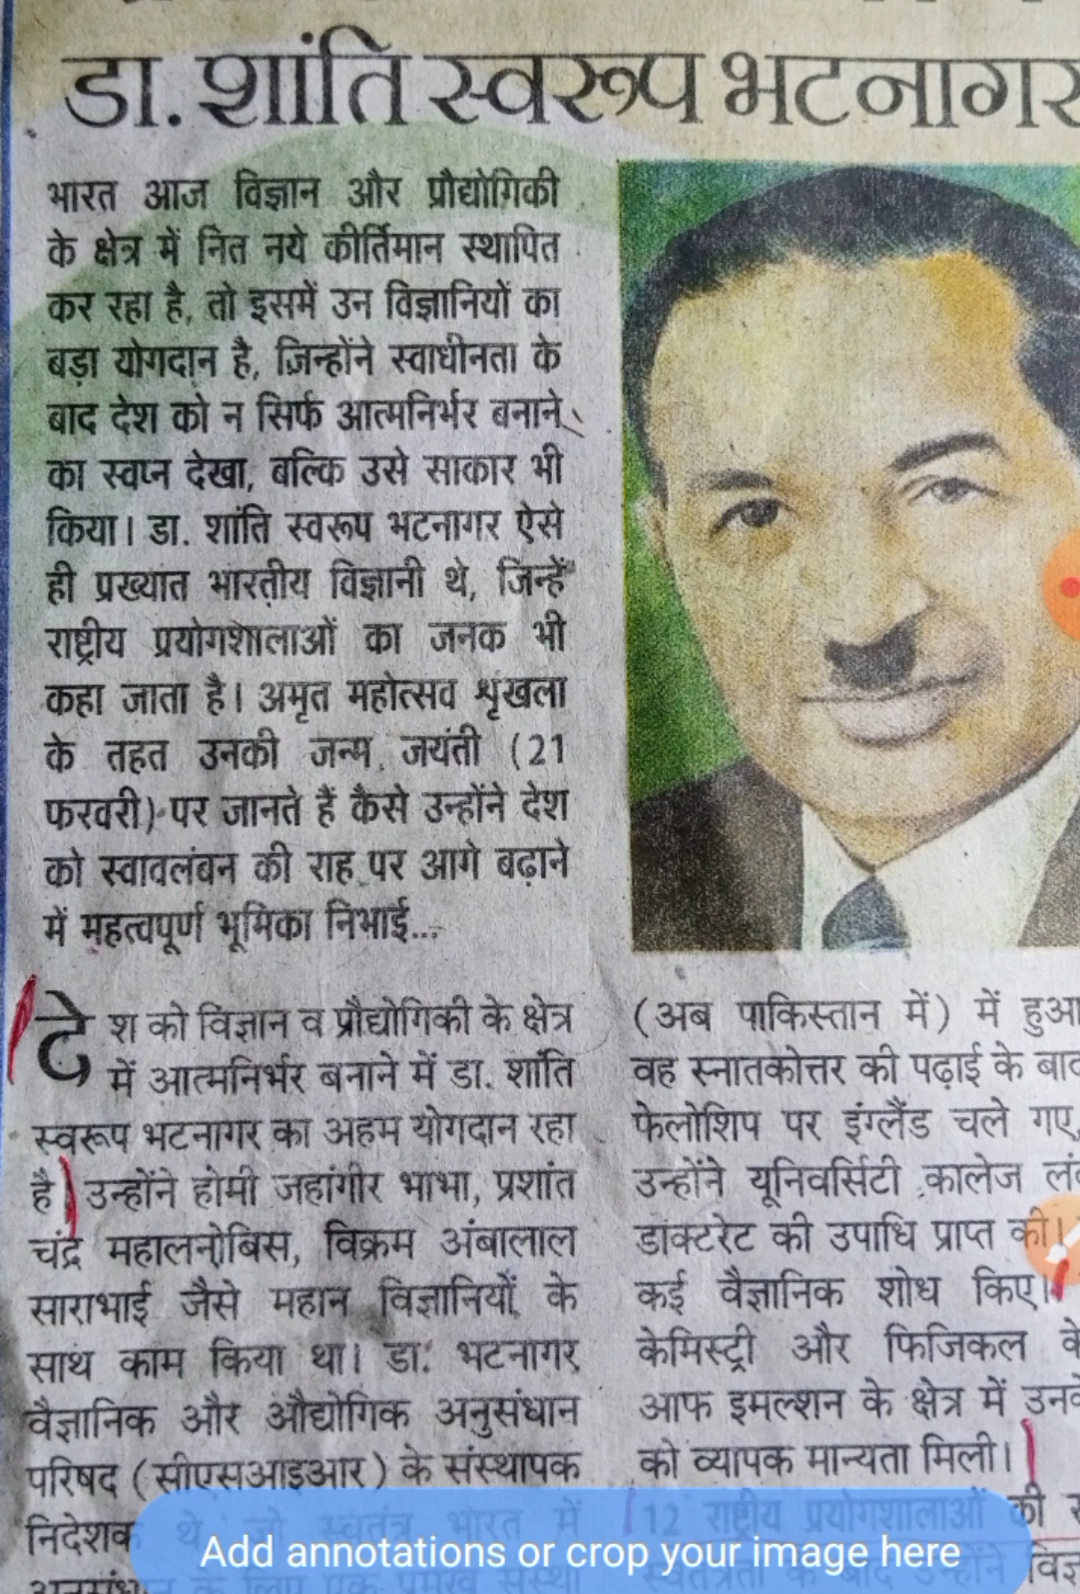 डा. शांति स्वरूप भटनागर
भारत आज विज्ञान और प्रौद्योगिकी
के क्षेत्र में नित नये कीर्तिमान स्थापित
कर रहा है, तो इसमें उन विज्ञानियों का
बड़ा योगदान है, जिन्होंने स्वाधीनता के
बाद देश को न सिर्फ आत्मनिर्भर बनाने
का स्वप्न देखा, बल्कि उसे साकार भी
किया। डा. शांति स्वरूप भटनागर ऐसे
ही प्रख्यात भारतीय विज्ञानी थे, जिन्हें
राष्ट्रीय प्रयोगशालाओं का जनक भी
कहा जाता है। अमृत महोत्सव श्रृंखला
के तहत उनकी जन्म जयंती (21
फरवरी) पर जानते हैं कैसे उन्होंने देश
को स्वावलंबन की राह पर आगे बढ़ाने
में महत्वपूर्ण भूमिका निभाई...
देश को विज्ञान व प्रौद्योगिकी के क्षेत्र
में आत्मनिर्भर बनाने में डा. शांति
स्वरूप भटनागर का अहम योगदान रहा
है। उन्होंने होमी जहांगीर भाभा, प्रशांत
चंद्र महालनोबिस, विक्रम अंबालाल
साराभाई जैसे महान विज्ञानियों के
साथ काम किया था। डा. भटनागर
वैज्ञानिक और औद्योगिक अनुसंधान
परिषद (सीएसआइआर) के संस्थापक
निदेशक थे, जो स्वतंत्र भारत में
(अब पाकिस्तान में) में हुआ
वह स्नातकोत्तर की पढ़ाई के बाद
फेलोशिप पर इंग्लैंड चले गए,
उन्होंने यूनिवर्सिटी कालेज
डाक्टरेट की उपाधि प्राप्त की।
कई वैज्ञानिक शोध किए।
केमिस्ट्री और फिजिकल
आफ इमल्शन के क्षेत्र में
को व्यापक मान्यता मिली।
12 राष्ट्रीय प्रयोगशालाओं की
Add annotations or crop your image here